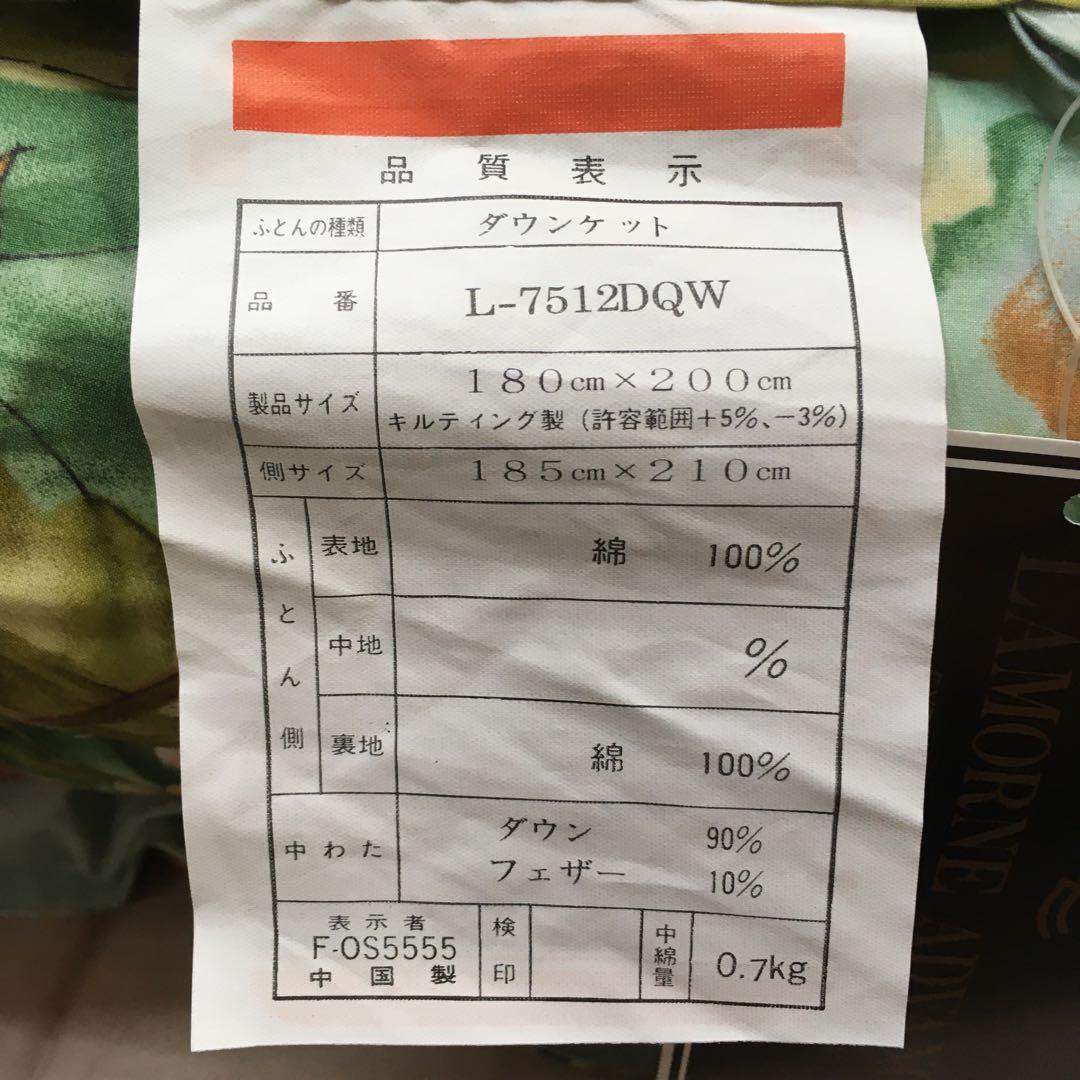 品質表示
ふとんの種類 ダウンケット
品番 L-7512DQW
製品サイズ 180cm×200cm
キルティング製(許容範囲+5%、-3%)
側サイズ 185cm×210cm
ふとん側
表地 綿 100%
中地 %
裏地 綿 100%
中わた ダウン 90%
フェザー 10%
表示者
F-OS5555
中国製
検印
中綿量 0.7kg
LAMORNE